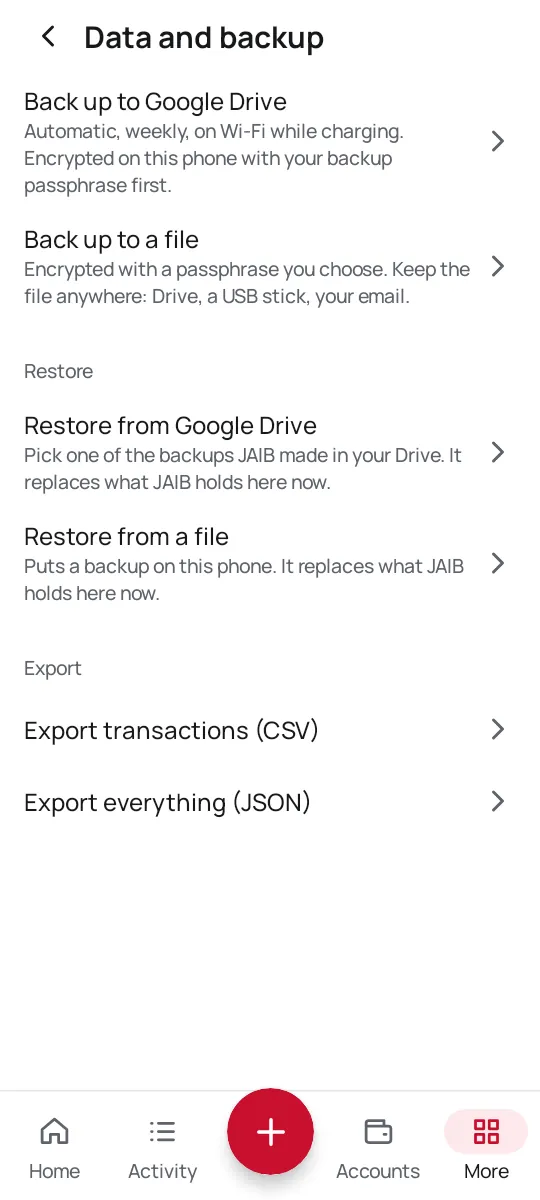 Data and backup
Back up to Google Drive
Automatic, weekly, on Wi-Fi while charging.
Encrypted on this phone with your backup
passphrase first.
Back up to a file
Encrypted with a passphrase you choose. Keep the
file anywhere: Drive, a USB stick, your email.
Restore
Restore from Google Drive
Pick one of the backups JAIB made in your Drive. It
replaces what JAIB holds here now.
Restore from a file
Puts a backup on this phone. It replaces what JAIB
holds here now.
Export
Export transactions (CSV)
Export everything (JSON)
Home
Activity
Accounts
More